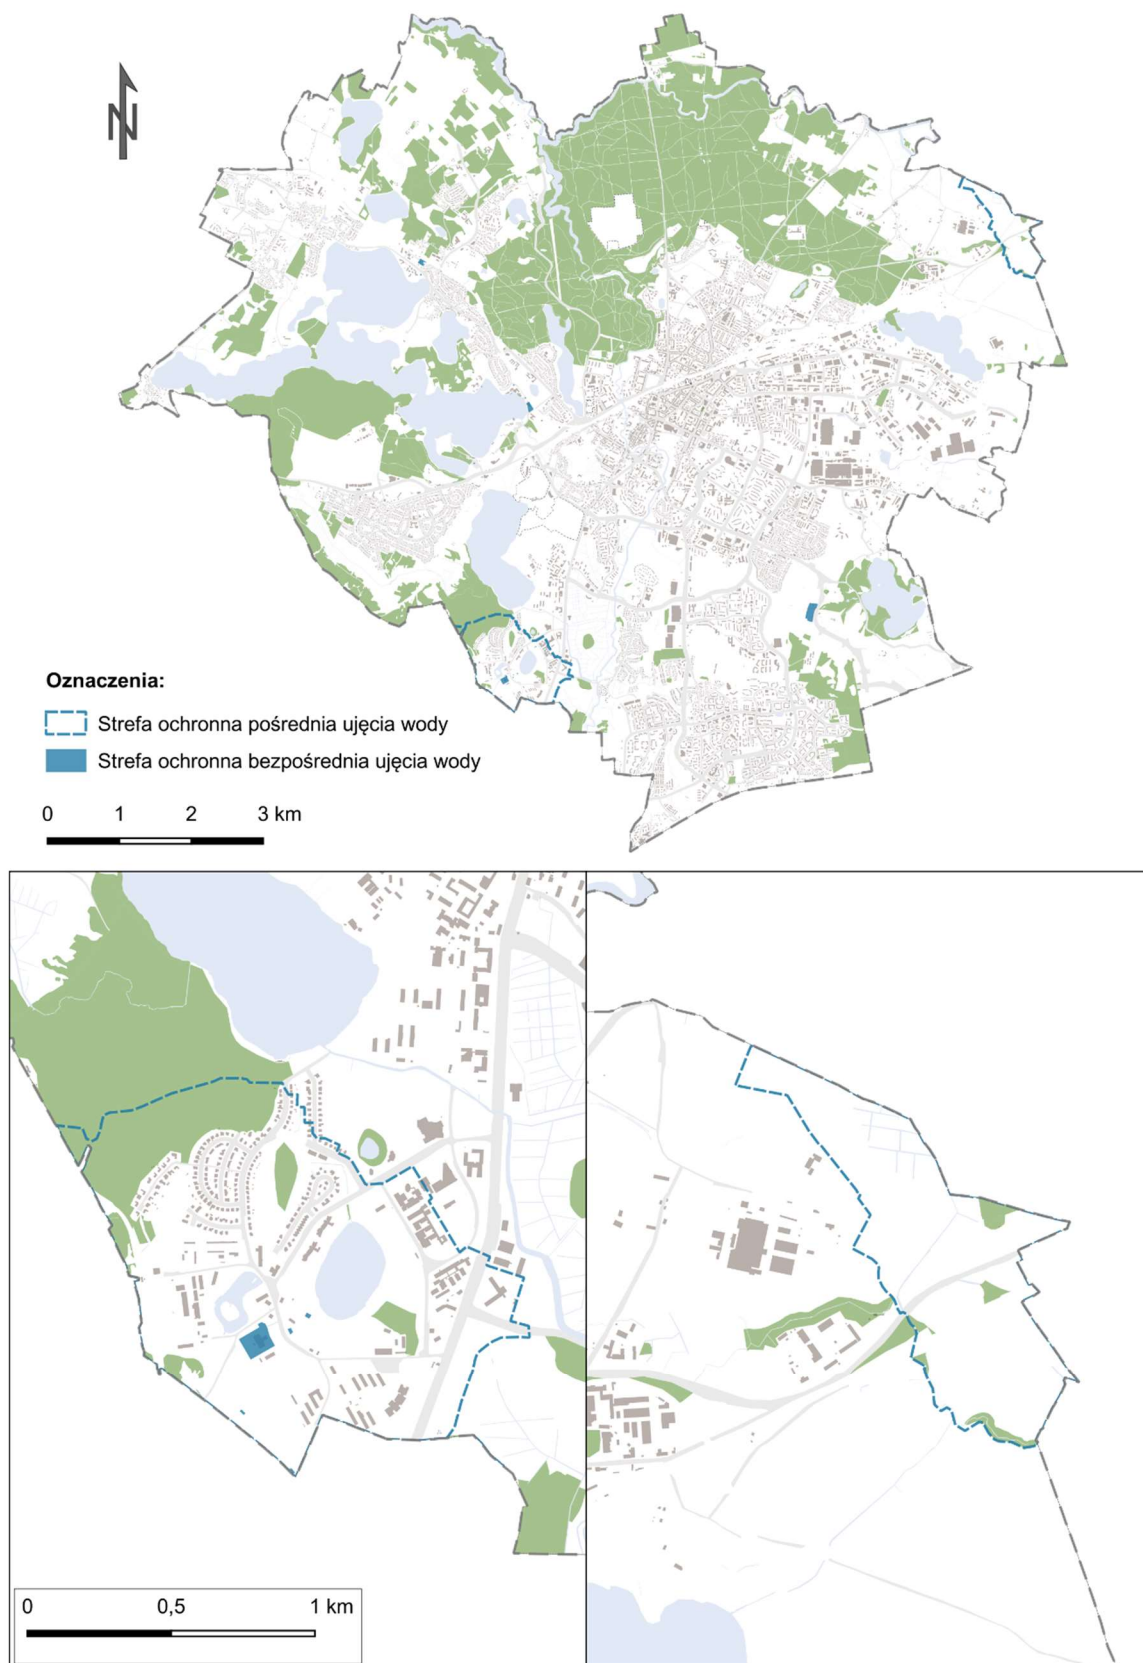 N
Oznaczenia:
Strefa ochronna pośrednia ujęcia wody
Strefa ochronna bezpośrednia ujęcia wody
0 1 2 3 km
0 0,5 1 km